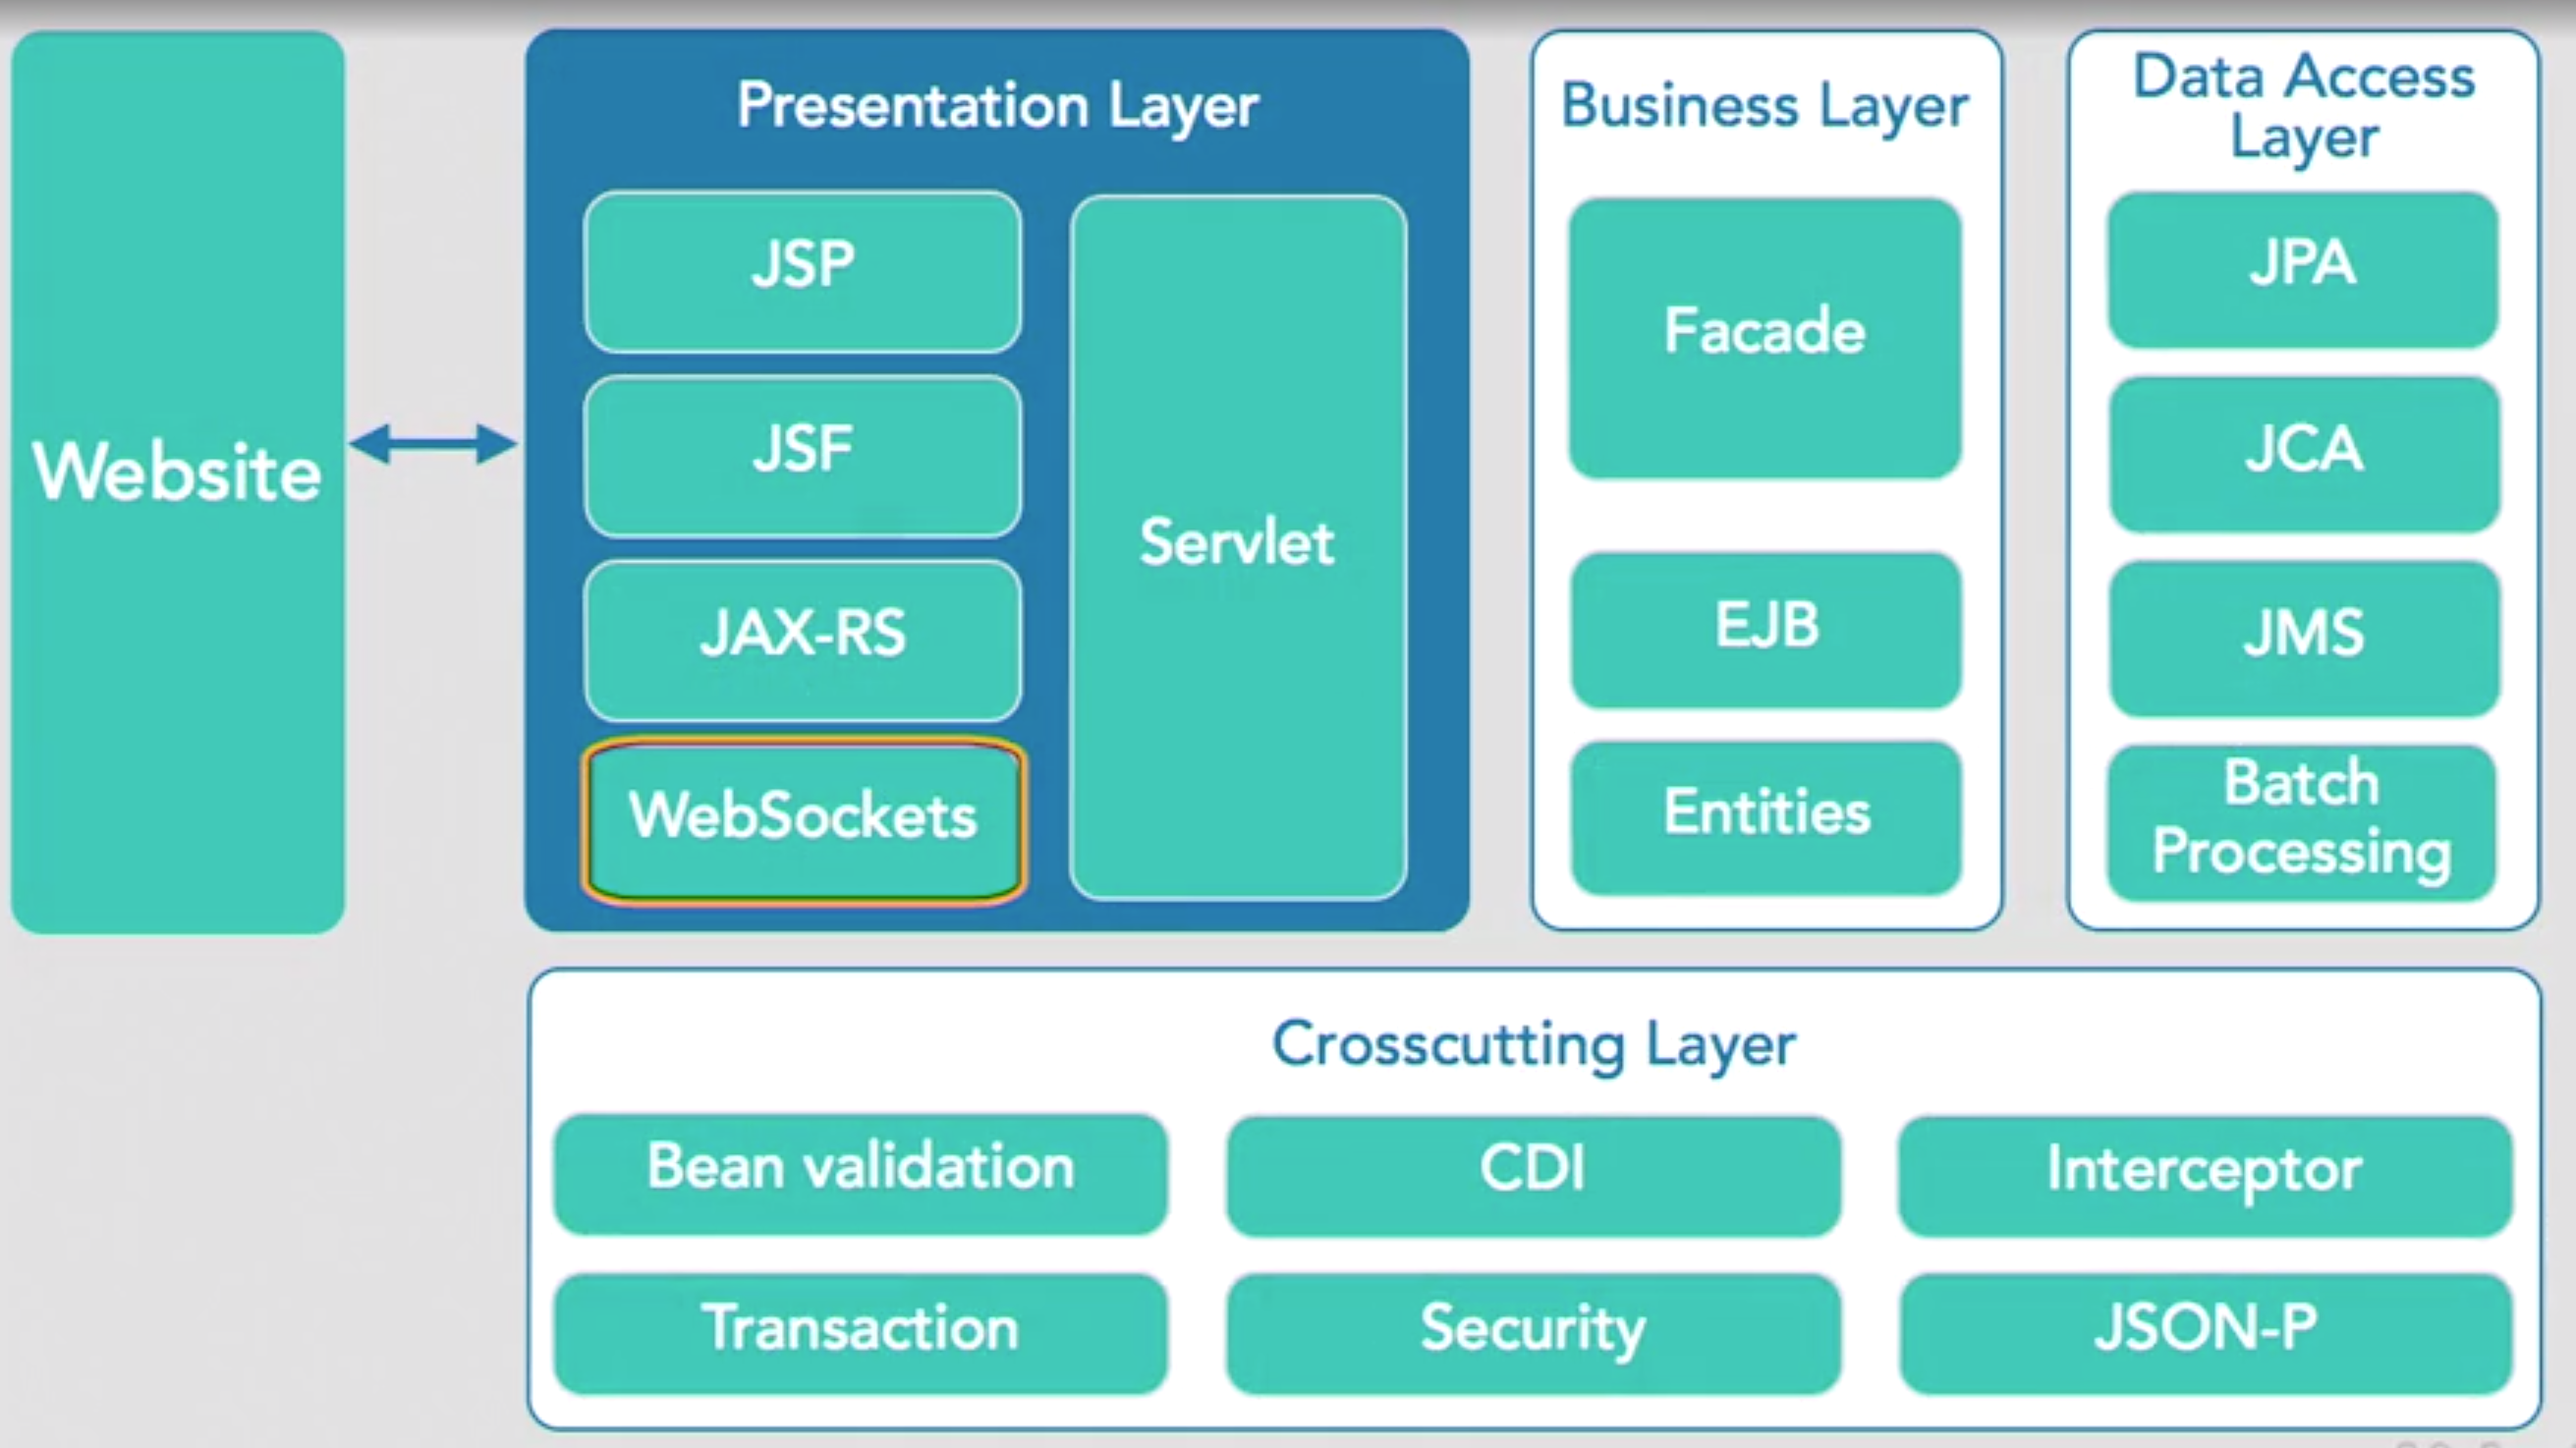 Website
Presentation Layer
JSP
JSF
JAX-RS
WebSockets
Servlet
Business Layer
Facade
EJB
Entities
Data Access
Layer
JPA
JCA
JMS
Batch
Processing
Crosscutting Layer
Bean validation
CDI
Interceptor
Transaction
Security
JSON-P